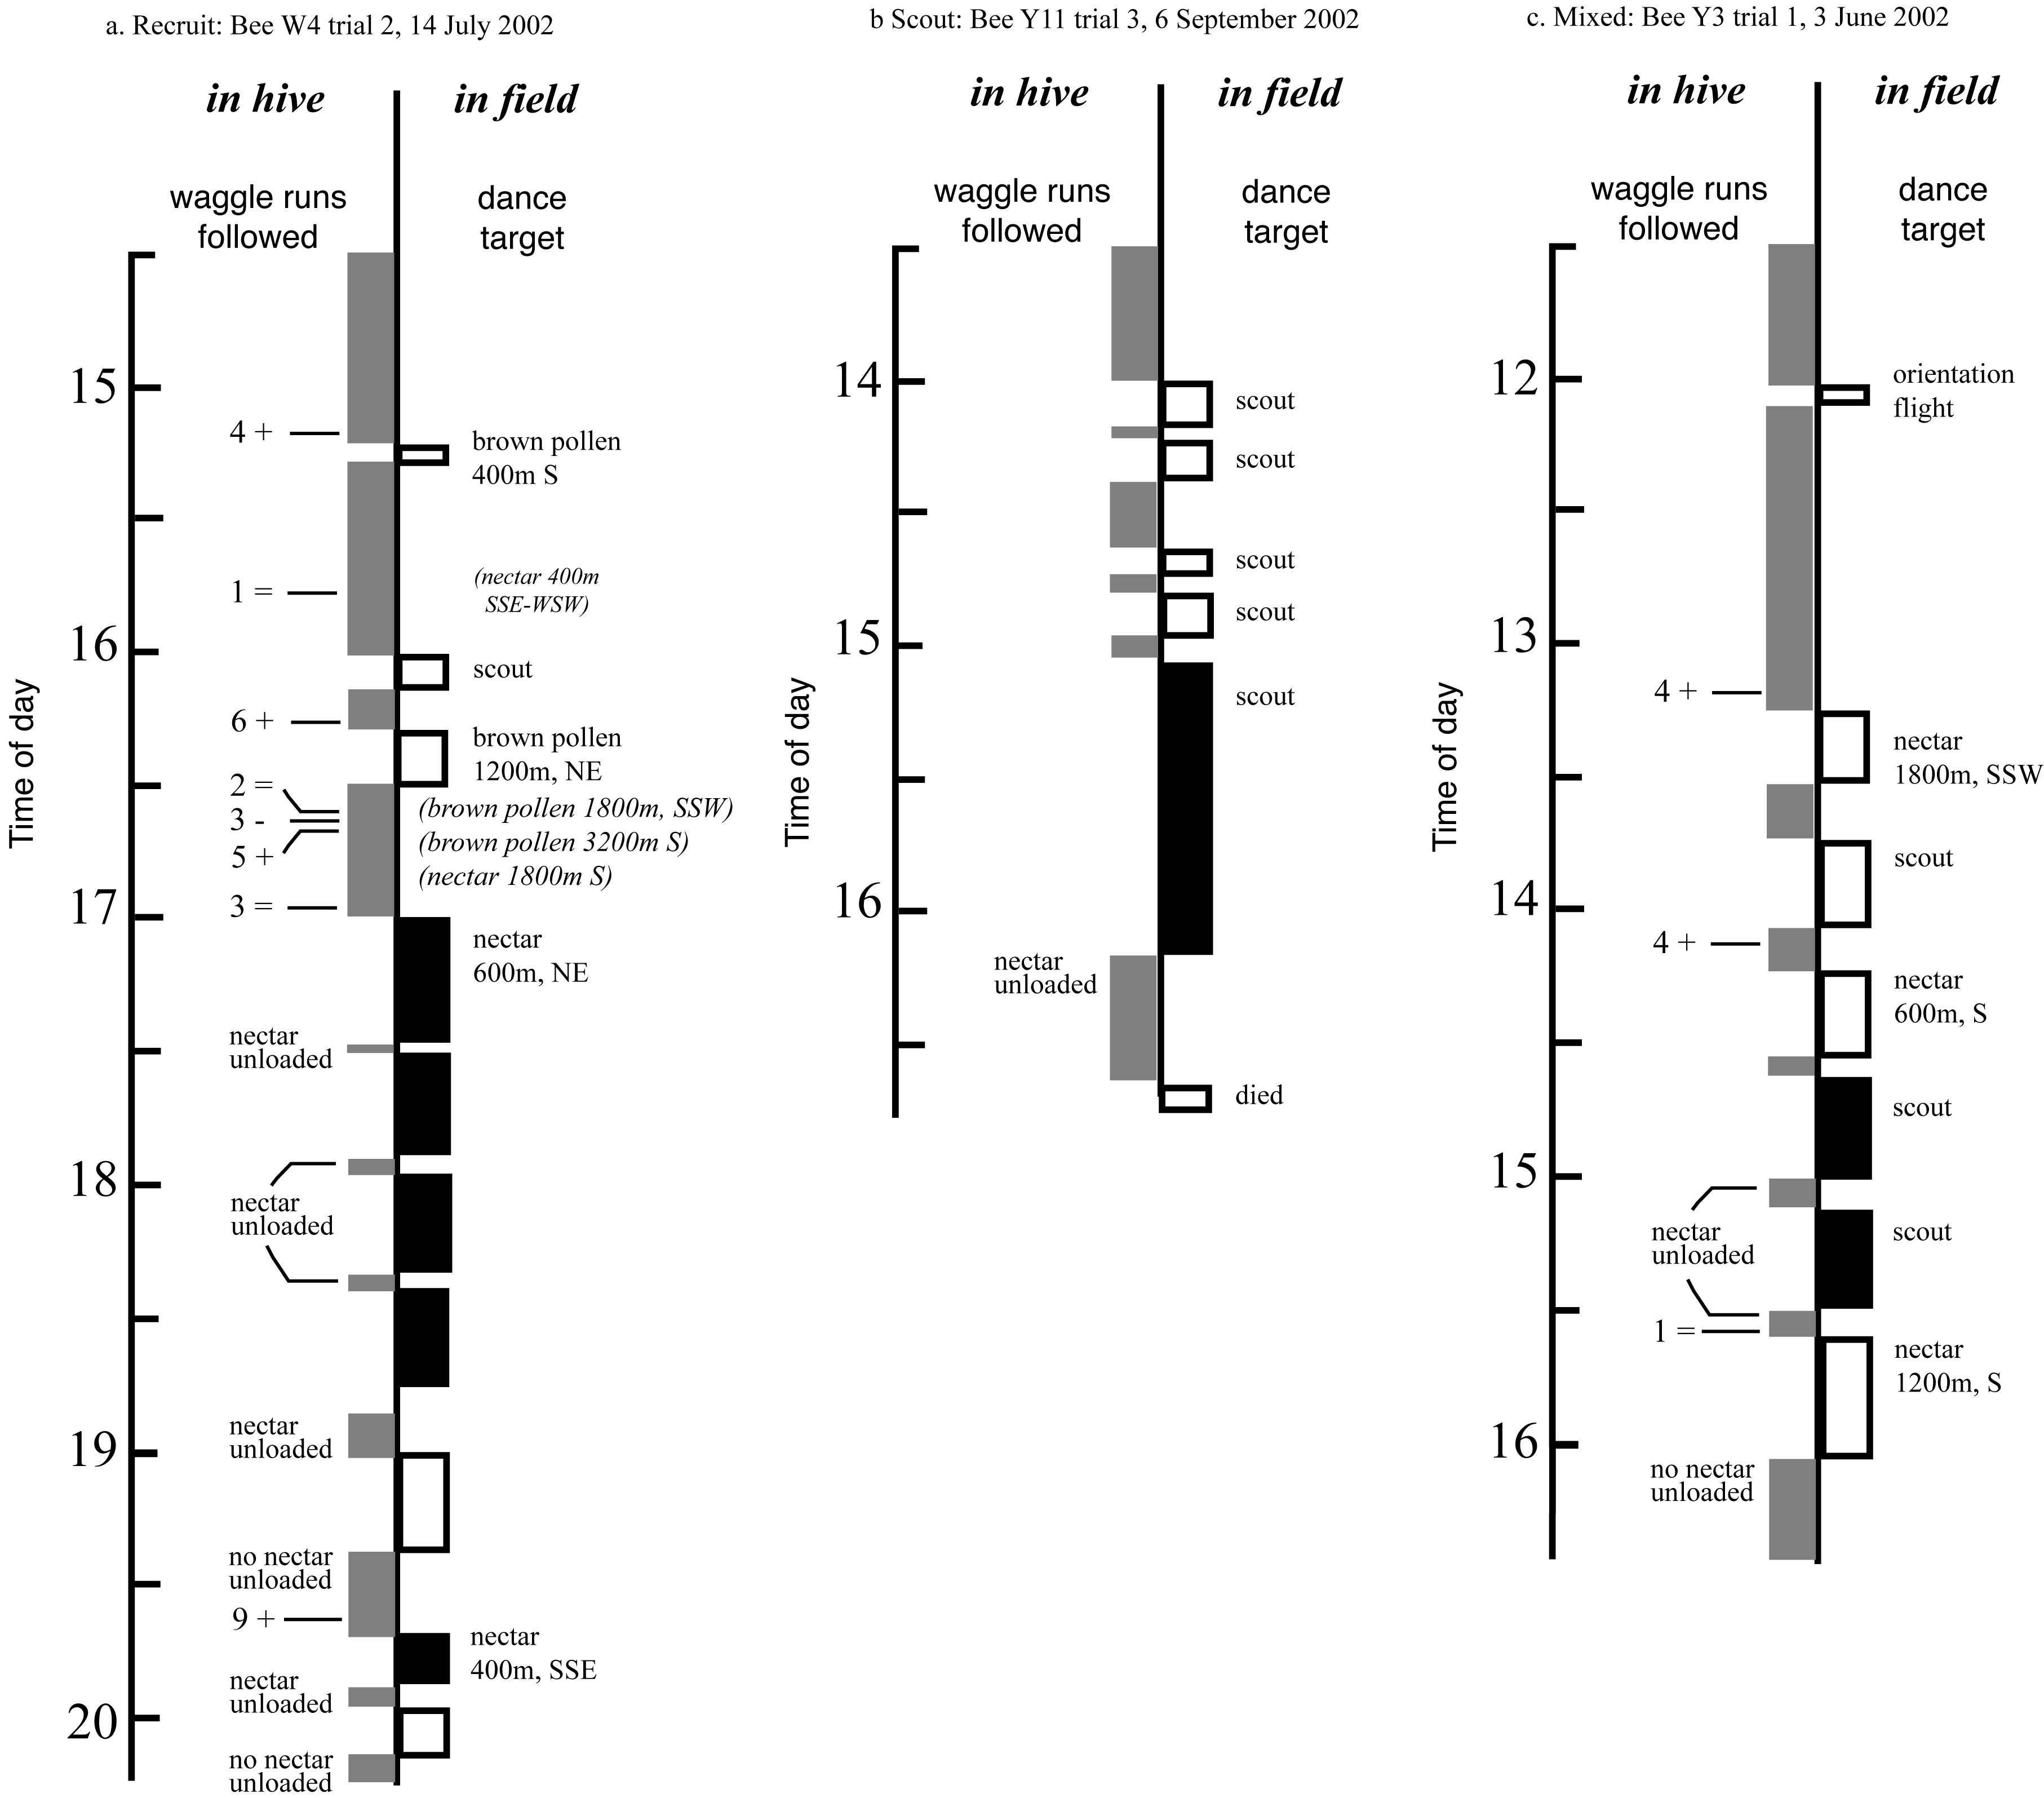 a. Recruit: Bee W4 trial 2, 14 July 2002
in hive
in field
waggle runs
followed
dance
target
Time of day
15
16
17
18
19
20
4 +
1 =
6 +
2 =
3 -
5 +
3 =
nectar
unloaded
nectar
unloaded
nectar
unloaded
no nectar
unloaded
9 +
nectar
unloaded
no nectar
unloaded
brown pollen
400m S
(nectar 400m
SSE-WSW)
scout
brown pollen
1200m, NE
(brown pollen 1800m, SSW)
(brown pollen 3200m S)
(nectar 1800m S)
nectar
600m, NE
nectar
400m, SSE
b Scout: Bee Y11 trial 3, 6 September 2002
in hive
in field
waggle runs
followed
dance
target
Time of day
14
15
16
nectar
unloaded
scout
scout
scout
scout
scout
died
c. Mixed: Bee Y3 trial 1, 3 June 2002
in hive
in field
waggle runs
followed
dance
target
Time of day
12
13
14
15
16
4 +
4 +
nectar
unloaded
1 =
no nectar
unloaded
orientation
flight
nectar
1800m, SSW
scout
nectar
600m, S
scout
scout
nectar
1200m, S